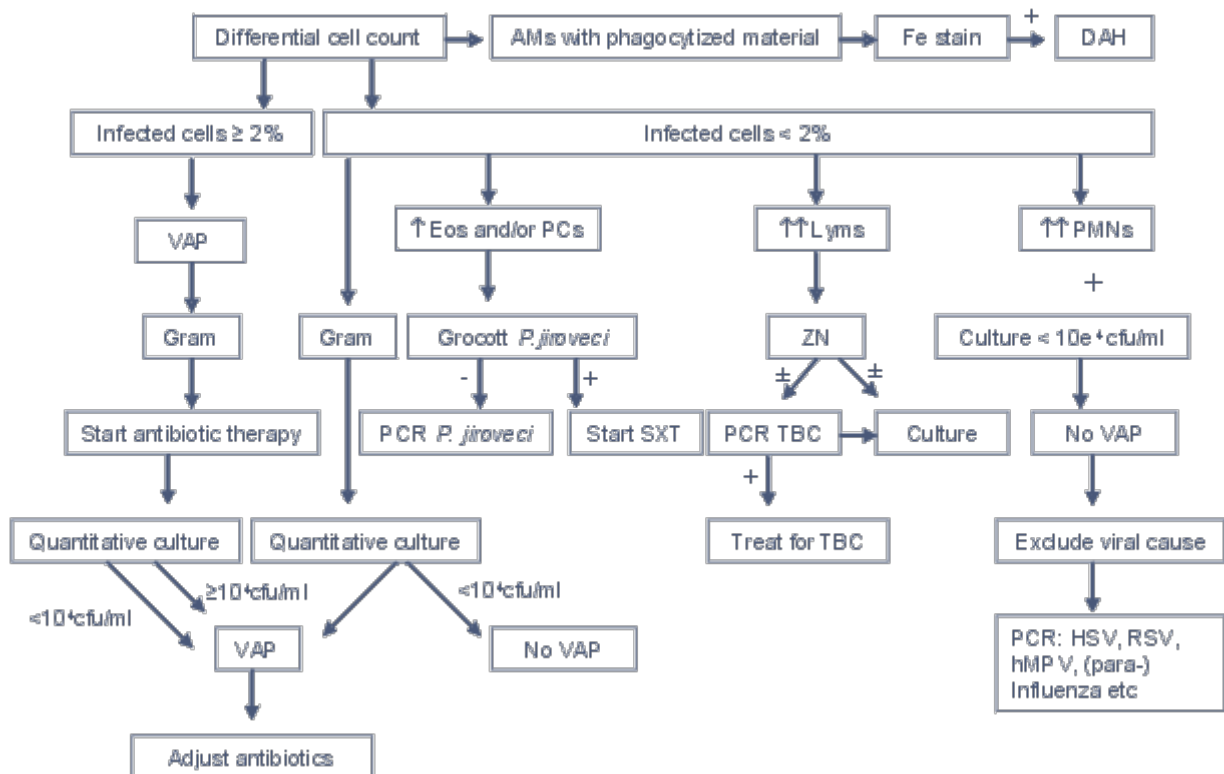 Differential cell count
AMs with phagocytized material
Fe stain
+
DAH
Infected cells ≥ 2%
Infected cells < 2%
VAP
↑Eos and/or PCs
↑↑Lyms
↑↑PMNs
+
Gram
Gram
Grocott P.jiroveci
ZN
Culture < 10e⁴cfu/ml
-
+
±
±
Start antibiotic therapy
PCR P. jiroveci
Start SXT
PCR TBC
Culture
No VAP
+
Quantitative culture
Quantitative culture
Treat for TBC
Exclude viral cause
<10⁴cfu/ml
≥10⁴cfu/ml
<10⁴cfu/ml
VAP
No VAP
PCR: HSV, RSV,
hMPV, (para-)
Influenza etc
Adjust antibiotics